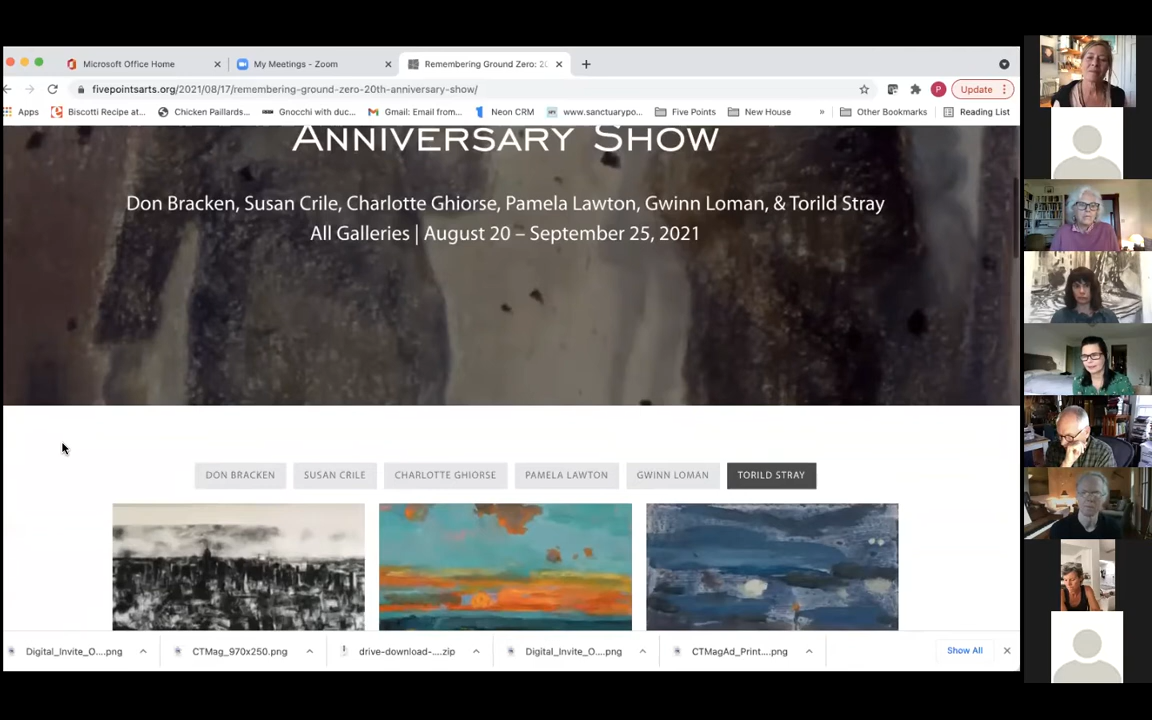 Microsoft Office Home
My Meetings - Zoom
Remembering Ground Zero: 20
fivepointsarts.org/2021/08/17/remembering-ground-zero-20th-anniversary-show/
P
Update
Apps
Biscotti Recipe at...
Chicken Paillards...
Gnocchi with duc...
Gmail: Email from...
Neon CRM
www.sanctuarypo...
Five Points
New House
»
Other Bookmarks
Reading List
ANNIVERSARY SHOW
Don Bracken, Susan Crile, Charlotte Ghiorse, Pamela Lawton, Gwinn Loman, & Torild Stray
All Galleries | August 20 – September 25, 2021
DON BRACKEN
SUSAN CRILE
CHARLOTTE GHIORSE
PAMELA LAWTON
GWINN LOMAN
TORILD STRAY
Digital_Invite_O....png
CTMag_970x250.png
drive-download-....zip
Digital_Invite_O....png
CTMagAd_Print....png
Show All